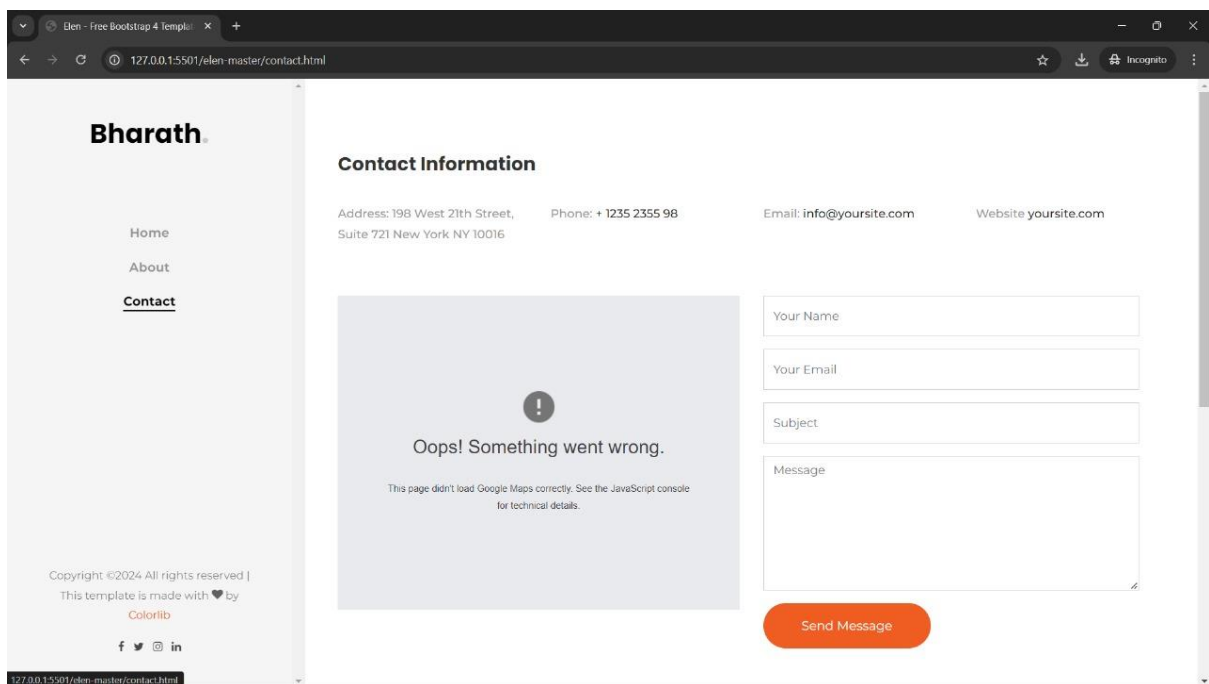 Elen - Free Bootstrap 4 Templat
127.0.0.1:5501/elen-master/contact.html
Incognito
Bharath.
Home
About
Contact
Copyright ©2024 All rights reserved |
This template is made with ♥ by
Colorlib
127.0.0.1:5501/elen-master/contact.html
Contact Information
Address: 198 West 21th Street,
Suite 721 New York NY 10016
Phone: + 1235 2355 98
Email: info@yoursite.com
Website yoursite.com
Oops! Something went wrong.
This page didn't load Google Maps correctly. See the JavaScript console
for technical details.
Your Name
Your Email
Subject
Message
Send Message